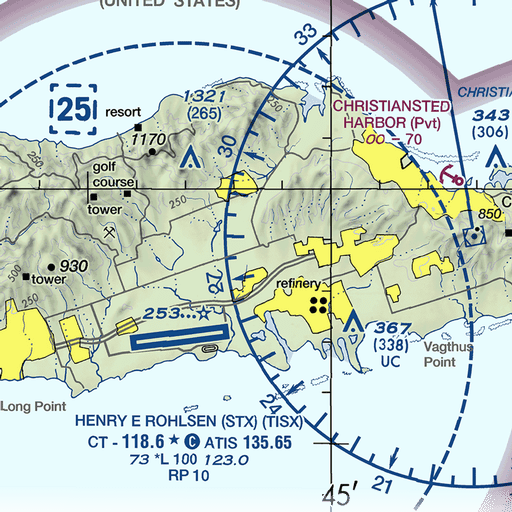 (UNITED STATES)
33
CHRISTIA
25
1321
(265)
resort
CHRISTIANSTED
HARBOR (Pvt)
00 - 70
343
(306)
1170
30
250
golf
course
tower
250
C
850
500
tower
930
27
refinery
250
253...☆
367
(338)
UC
Vagthus
Point
Long Point
24
HENRY E ROHLSEN (STX) (TISX)
CT - 118.6 ★ C ATIS 135.65
73 *L 100 123.0
RP 10
45'
21